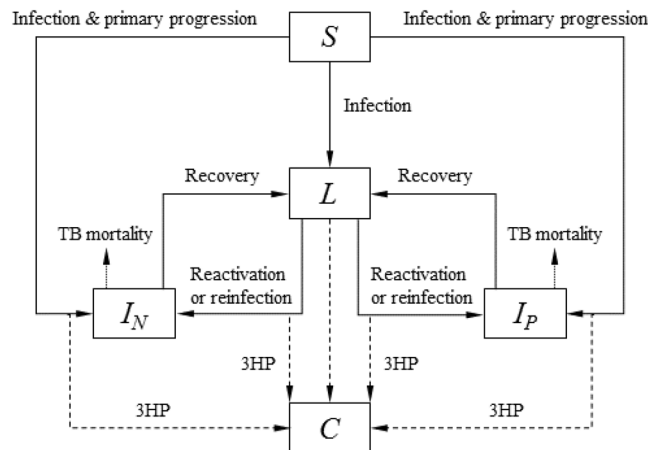 Infection & primary progression
Infection & primary progression
S
Infection
Recovery
L
Recovery
TB mortality
TB mortality
Reactivation
or reinfection
Reactivation
or reinfection
I_N
I_P
3HP
3HP
3HP
3HP
C